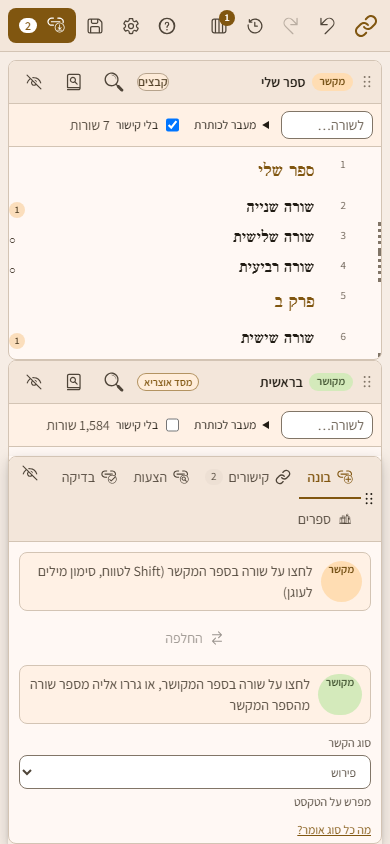 2
1
מקשר
ספר שלי
קבצים
לשורה...
מעבר לכותרת
בלי קישור
7 שורות
1
ספר שלי
2
שורה שנייה
1
3
שורה שלישית
4
שורה רביעית
5
פרק ב
6
שורה שישית
1
מקושר
בראשית
מסד אוצריא
לשורה...
מעבר לכותרת
בלי קישור
1,584 שורות
בונה
קישורים
2
הצעות
בדיקה
ספרים
מקשר
לחצו על שורה בספר המקשר (Shift לטווח, סימון מילים
לעוגן)
החלפה
מקושר
לחצו על שורה בספר המקושר, או גררו אליה מספר שורה
מהספר המקשר
סוג הקשר
פירוש
מפרש על הטקסט
מה כל סוג אומר?